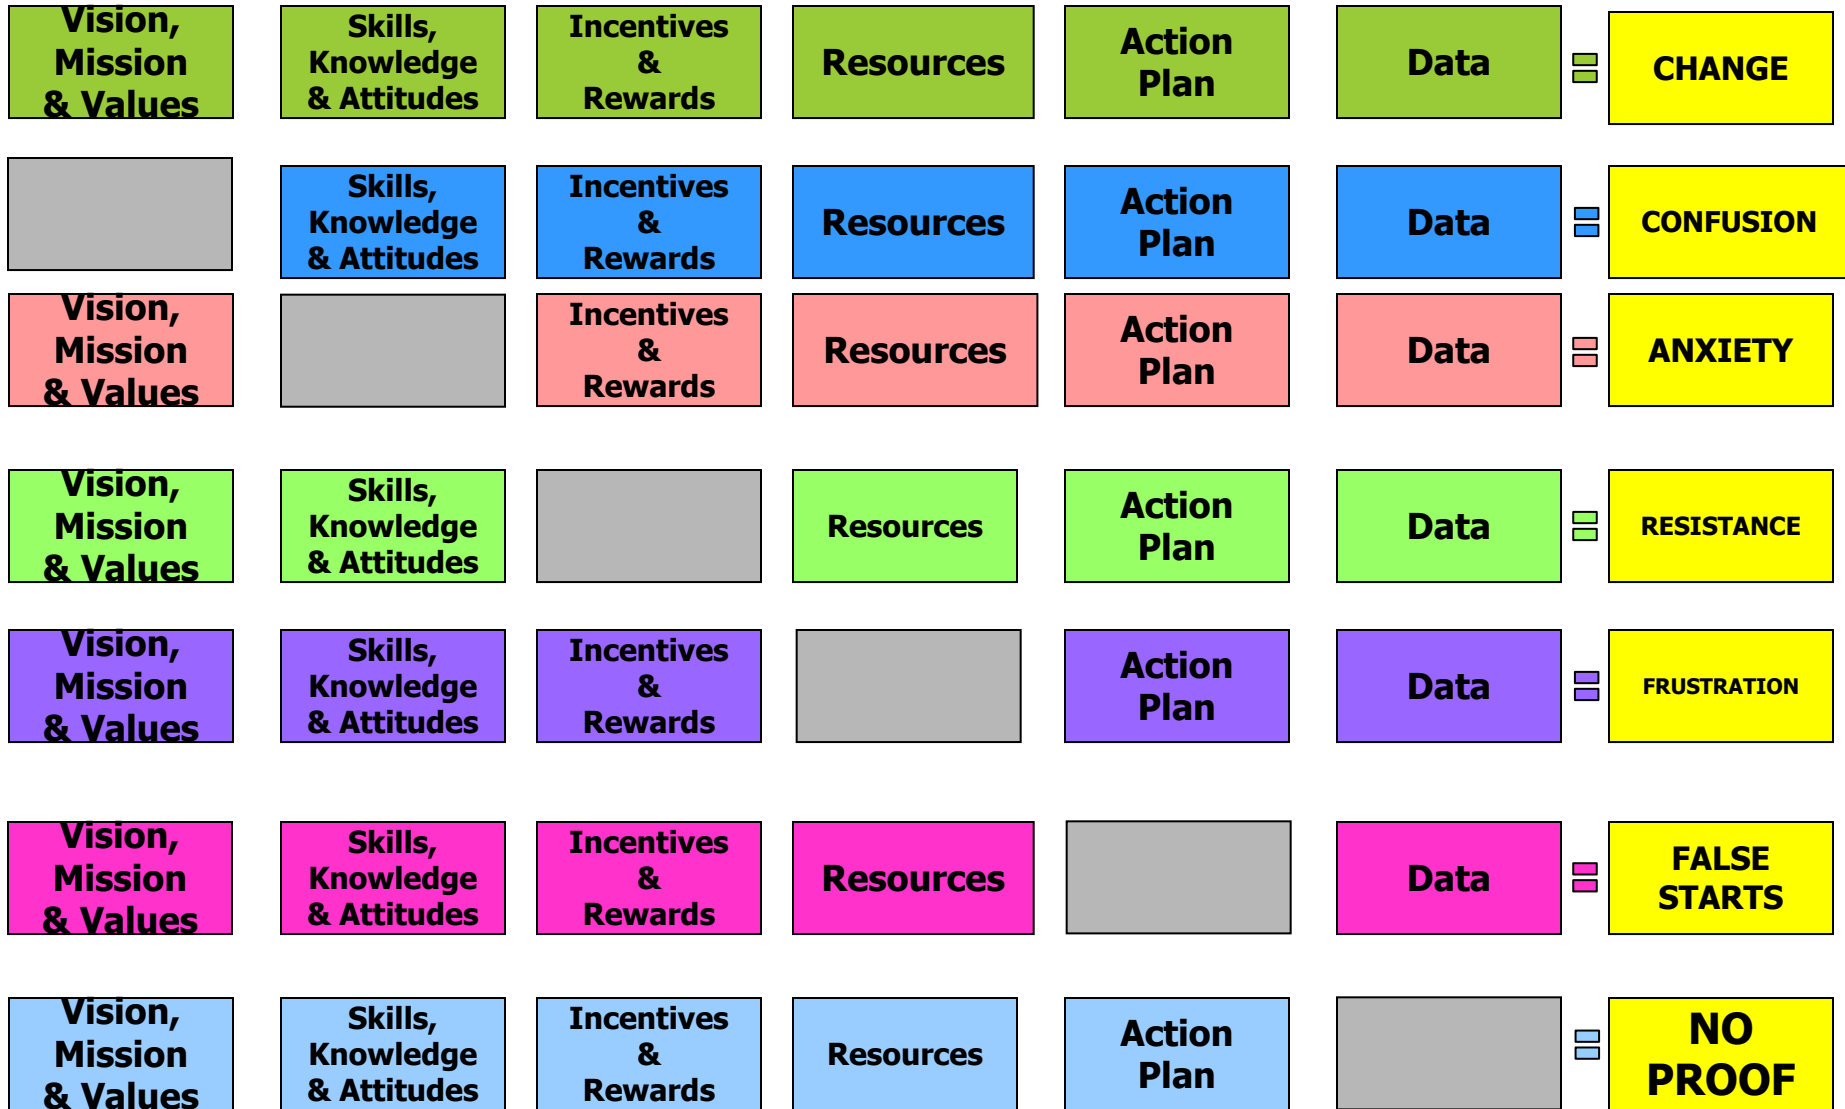 Vision,
Mission
& Values
Skills,
Knowledge
& Attitudes
Incentives
&
Rewards
Resources
Action
Plan
Data
=
CHANGE
Skills,
Knowledge
& Attitudes
Incentives
&
Rewards
Resources
Action
Plan
Data
=
CONFUSION
Vision,
Mission
& Values
Incentives
&
Rewards
Resources
Action
Plan
Data
=
ANXIETY
Vision,
Mission
& Values
Skills,
Knowledge
& Attitudes
Resources
Action
Plan
Data
=
RESISTANCE
Vision,
Mission
& Values
Skills,
Knowledge
& Attitudes
Incentives
&
Rewards
Action
Plan
Data
=
FRUSTRATION
Vision,
Mission
& Values
Skills,
Knowledge
& Attitudes
Incentives
&
Rewards
Resources
Data
=
FALSE
STARTS
Vision,
Mission
& Values
Skills,
Knowledge
& Attitudes
Incentives
&
Rewards
Resources
Action
Plan
=
NO
PROOF